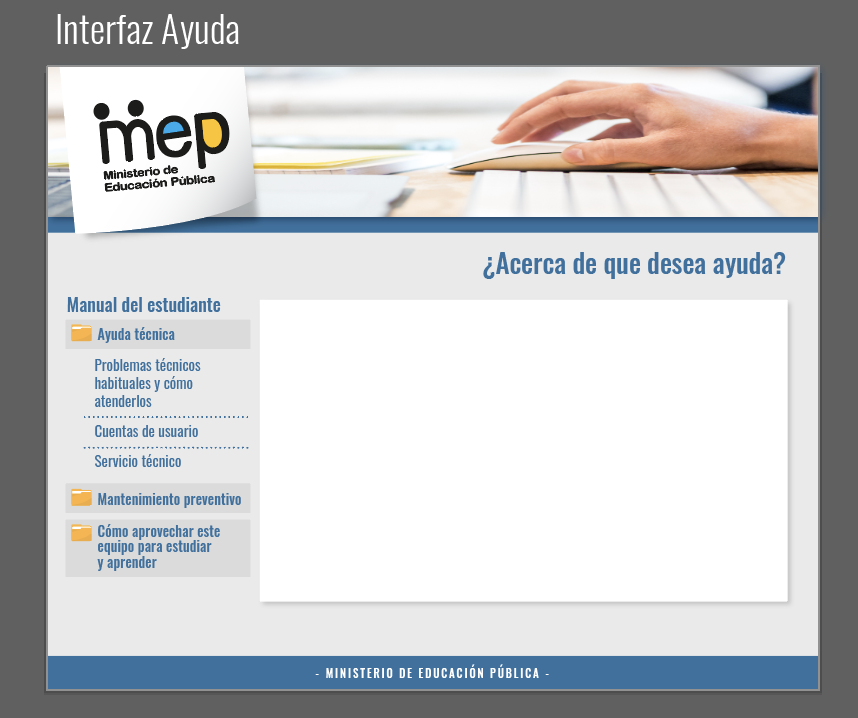 Interfaz Ayuda
mep
Ministerio de
Educación Pública
¿Acerca de que desea ayuda?
Manual del estudiante
Ayuda técnica
Problemas técnicos
habituales y cómo
atenderlos
Cuentas de usuario
Servicio técnico
Mantenimiento preventivo
Cómo aprovechar este
equipo para estudiar
y aprender
- MINISTERIO DE EDUCACIÓN PÚBLICA -